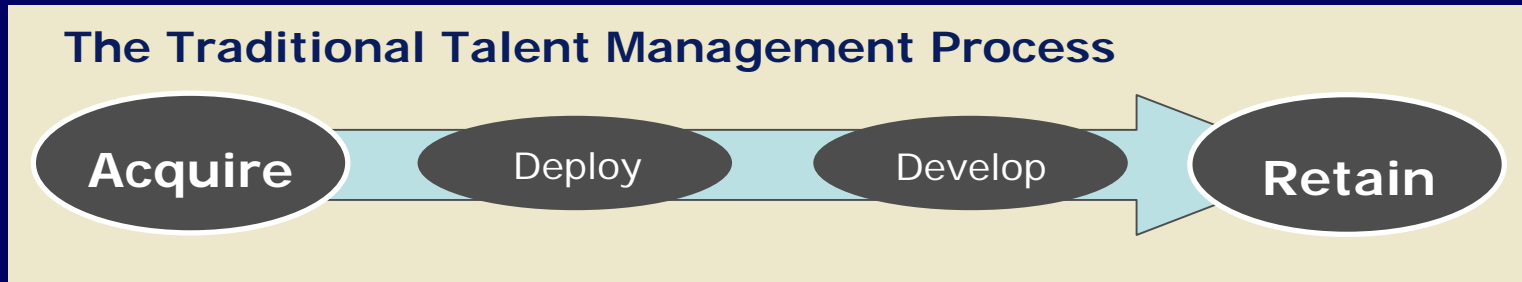 The Traditional Talent Management Process
Acquire Deploy Develop Retain